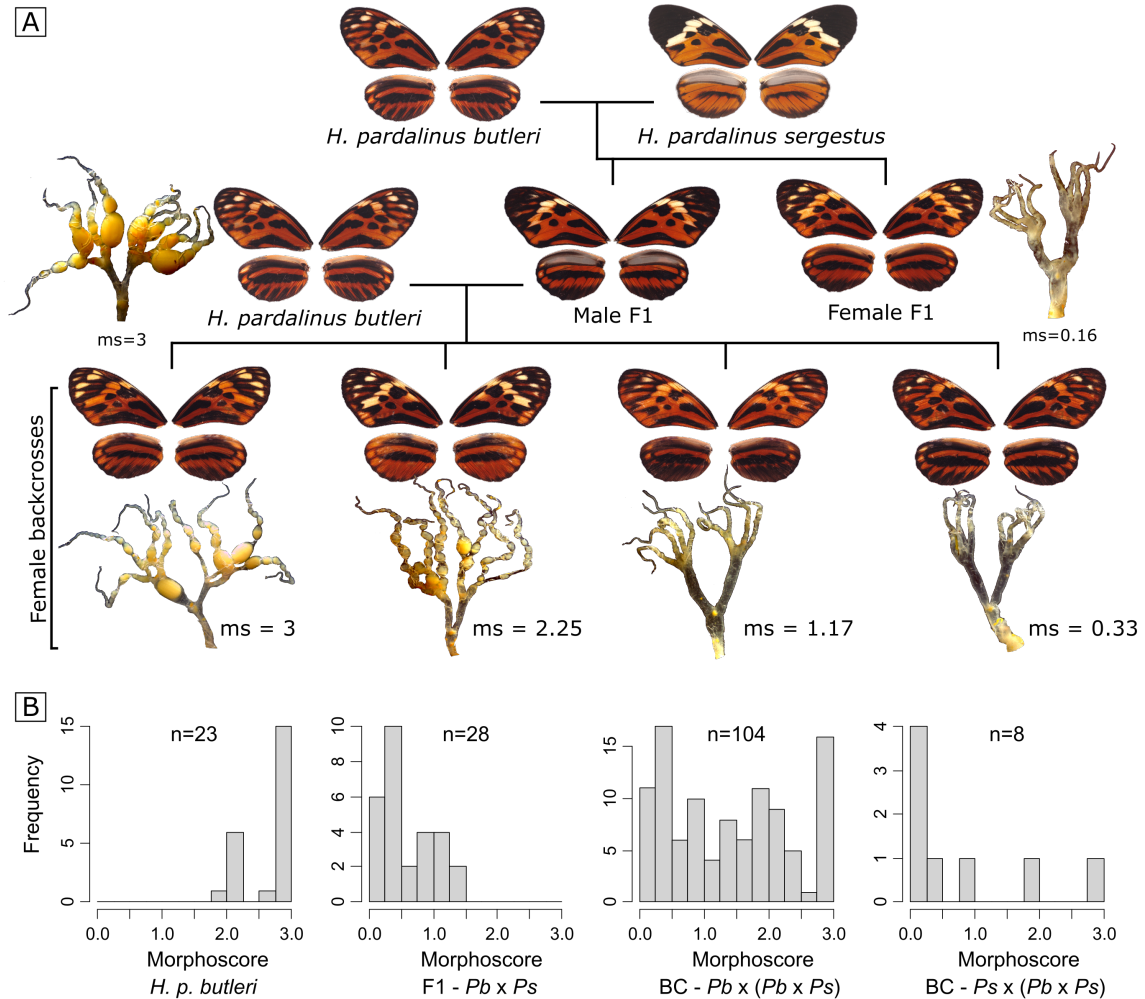 A
H. pardalinus butleri
H. pardalinus sergestus
H. pardalinus butleri
Male F1
Female F1
ms=3
ms=0.16
Female backcrosses
ms = 3
ms = 2.25
ms = 1.17
ms = 0.33
B
Frequency
n=23
15
10
5
0
0.0 1.0 2.0 3.0
Morphoscore
H. p. butleri
n=28
10
8
6
4
2
0
0.0 1.0 2.0 3.0
Morphoscore
F1 - Pb x Ps
n=104
15
10
5
0
0.0 1.0 2.0 3.0
Morphoscore
BC - Pb x (Pb x Ps)
n=8
4
3
2
1
0
0.0 1.0 2.0 3.0
Morphoscore
BC - Ps x (Pb x Ps)